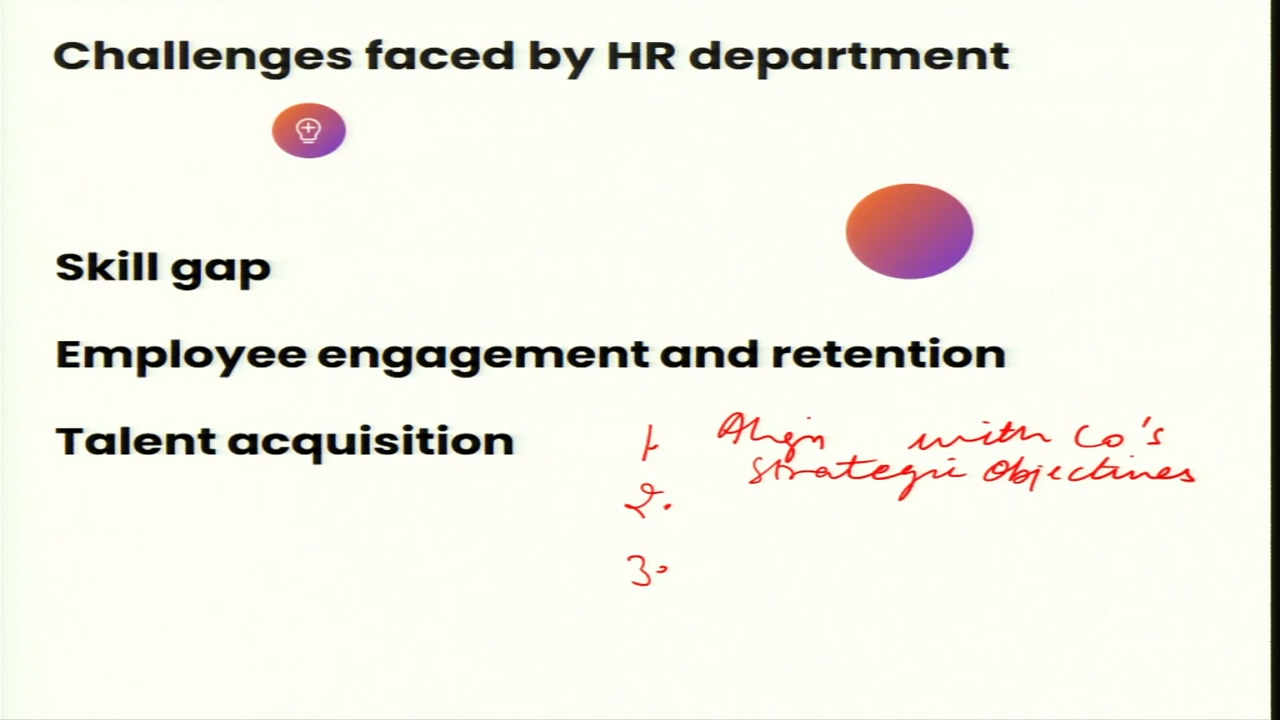 Challenges faced by HR department
Skill gap
Employee engagement and retention
Talent acquisition
1. Align with Co's
strategic objectives
2.
3.